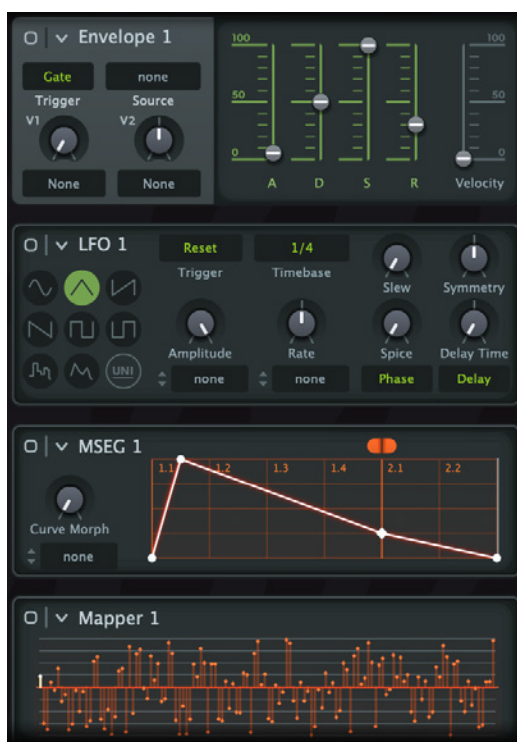 Envelope 1
Gate
none
Trigger
Source
V1
V2
None
None
100
50
0
A
D
S
R
100
50
0
Velocity
LFO 1
Reset
Trigger
1/4
Timebase
Slew
Symmetry
Amplitude
Rate
Spice
Delay Time
none
none
Phase
Delay
UNI
MSEG 1
1.1
1.2
1.3
1.4
2.1
2.2
Curve Morph
none
Mapper 1